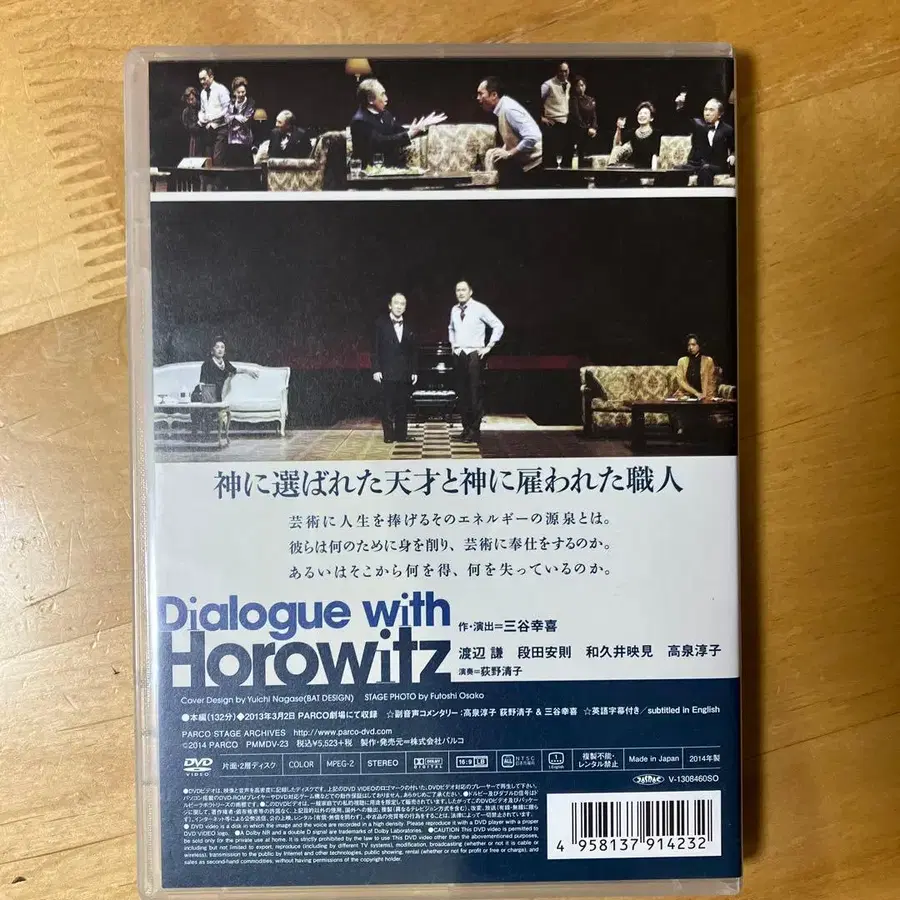 神に選ばれた天才と神に雇われた職人
芸術に人生を捧げるそのエネルギーの源泉とは。
彼らは何のために身を削り、芸術に奉仕をするのか。
あるいはそこから何を得、何を失っているのか。
Dialogue with
Horowitz
作・演出=三谷幸喜
渡辺 謙 段田安則 和久井映見 高泉淳子
演奏=荻野清子
Cover Design by Yuichi Nagase(BAT DESIGN) STAGE PHOTO by Futoshi Osako
●本編(132分)◆2013年3月2日 PARCO劇場にて収録 ☆副音声コメンタリー:高泉淳子 荻野清子 & 三谷幸喜 ☆英語字幕付き/subtitled in English
PARCO STAGE ARCHIVES http://www.parco-dvd.com
©2014 PARCO PMMDV-23 税込¥5,523+税 製作・発売元=株式会社パルコ
DVD VIDEO 片面・2層ディスク COLOR MPEG-2 STEREO DOLBY DIGITAL 16:9 LB ALL NTSC 日本市場向 1 English 複製不能・レンタル禁止 Made in Japan 2014年製
V-1308460SO
4 958137 914232